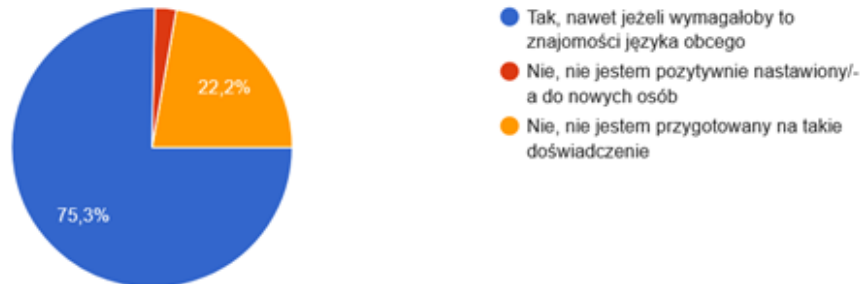 22,2%
75,3%
Tak, nawet jeżeli wymagałoby to
znajomości języka obcego
Nie, nie jestem pozytywnie nastawiony/-
a do nowych osób
Nie, nie jestem przygotowany na takie
doświadczenie